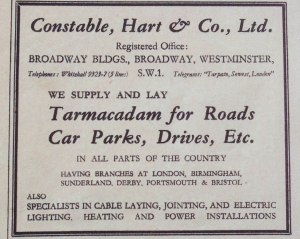 Constable, Hart & Co., Ltd.
Registered Office:
BROADWAY BLDGS., BROADWAY, WESTMINSTER,
Telephones: Whitehall 9923-7 (5 lines) S.W.1. Telegrams: "Tarpath, Sowest, London"
WE SUPPLY AND LAY
Tarmacadam for Roads
Car Parks, Drives, Etc.
IN ALL PARTS OF THE COUNTRY
HAVING BRANCHES AT LONDON, BIRMINGHAM,
SUNDERLAND, DERBY, PORTSMOUTH & BRISTOL -
ALSO
SPECIALISTS IN CABLE LAYING, JOINTING, AND ELECTRIC
LIGHTING, HEATING AND POWER INSTALLATIONS